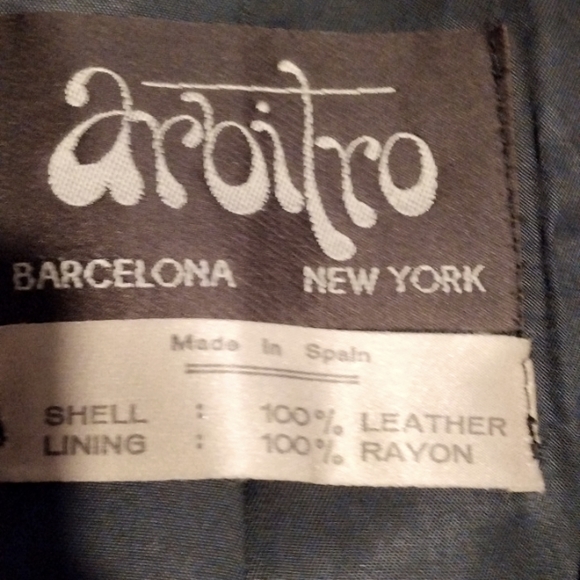 arbitro
BARCELONA NEW YORK
Made in Spain
SHELL : 100% LEATHER
LINING : 100% RAYON